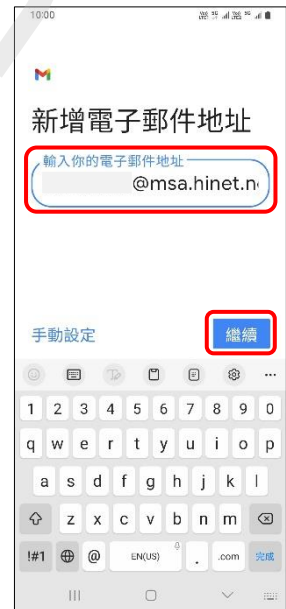 10:00
新增電子郵件地址
輸入你的電子郵件地址
@msa.hinet.n
手動設定
繼續
1 2 3 4 5 6 7 8 9 0
q w e r t y u i o p
a s d f g h j k l
z x c v b n m
!#1 @ EN(US) . .com 完成